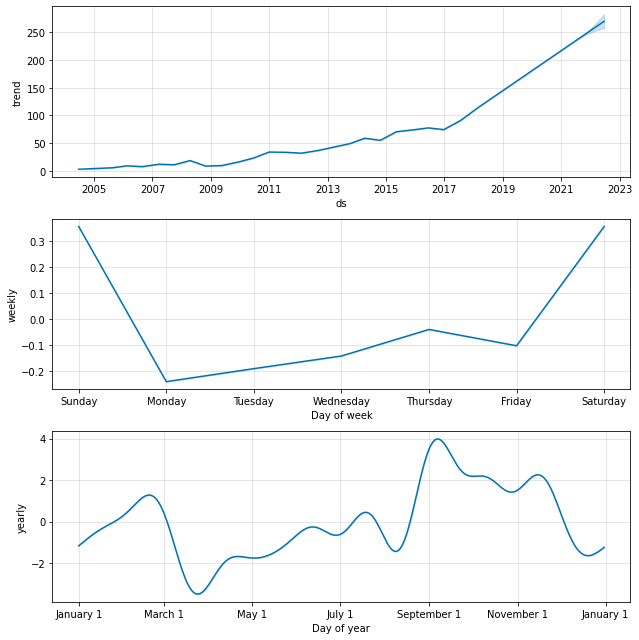 250
200
150
100
50
0
trend
2005 2007 2009 2011 2013 2015 2017 2019 2021 2023
ds
0.3
0.2
0.1
0.0
−0.1
−0.2
weekly
Sunday Monday Tuesday Wednesday Thursday Friday Saturday
Day of week
4
2
0
−2
yearly
January 1 March 1 May 1 July 1 September 1 November 1 January 1
Day of year